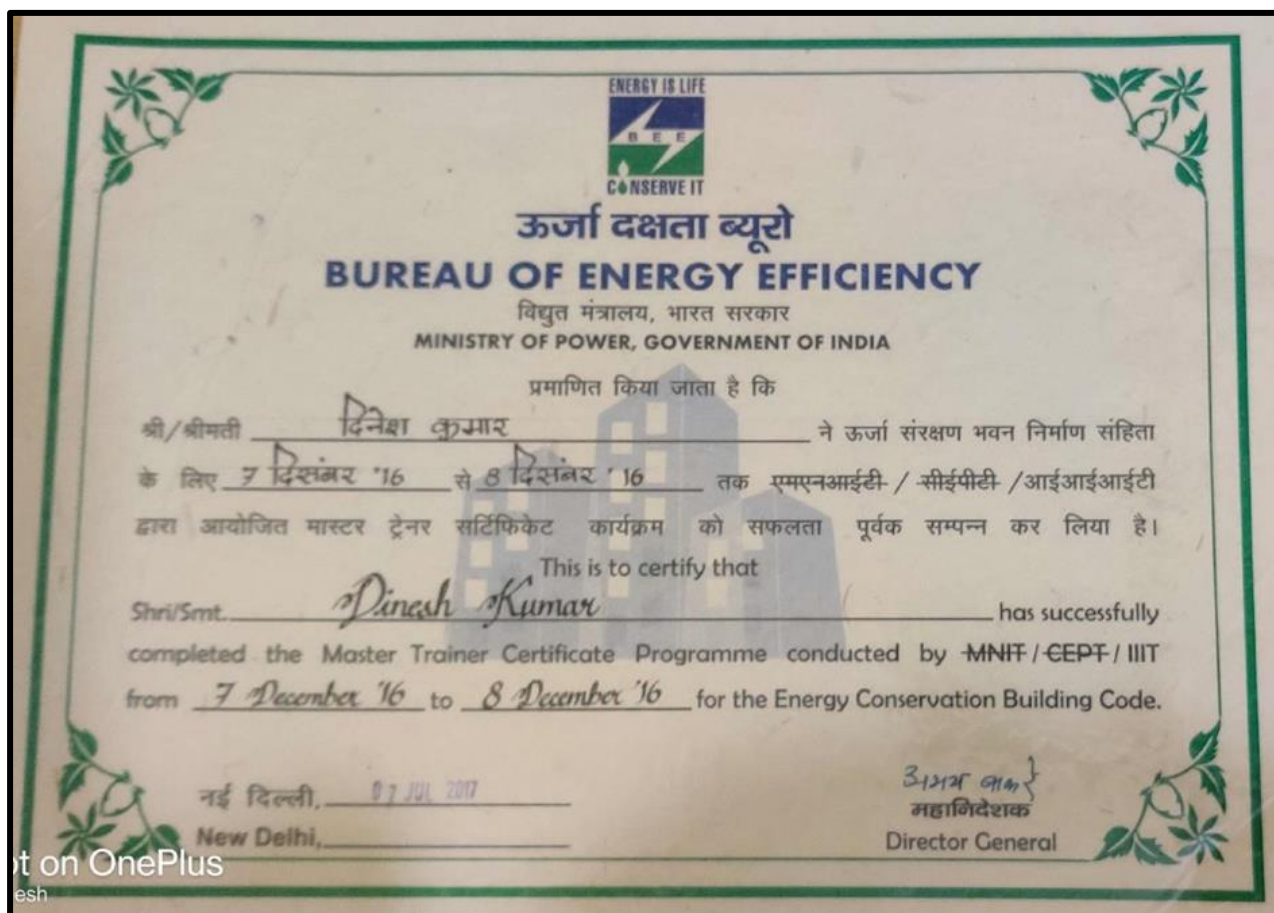 ENERGY IS LIFE
BEE
CONSERVE IT
ऊर्जा दक्षता ब्यूरो
BUREAU OF ENERGY EFFICIENCY
विद्युत मंत्रालय, भारत सरकार
MINISTRY OF POWER, GOVERNMENT OF INDIA
प्रमाणित किया जाता है कि
श्री/श्रीमती दिनेश कुमार ने ऊर्जा संरक्षण भवन निर्माण संहिता
के लिए 7 दिसंबर '16 से 8 दिसंबर '16 तक एमएनआईटी / सीईपीटी /आईआईआईटी
द्वारा आयोजित मास्टर ट्रेनर सर्टिफिकेट कार्यक्रम को सफलता पूर्वक सम्पन्न कर लिया है।
This is to certify that
Shri/Smt. Dinesh Kumar has successfully
completed the Master Trainer Certificate Programme conducted by MNIT / CEPT / IIIT
from 7 December '16 to 8 December '16 for the Energy Conservation Building Code.
नई दिल्ली, 07 JUL 2017
New Delhi,
अभय बाकरे
महानिदेशक
Director General
ot on OnePlus
esh